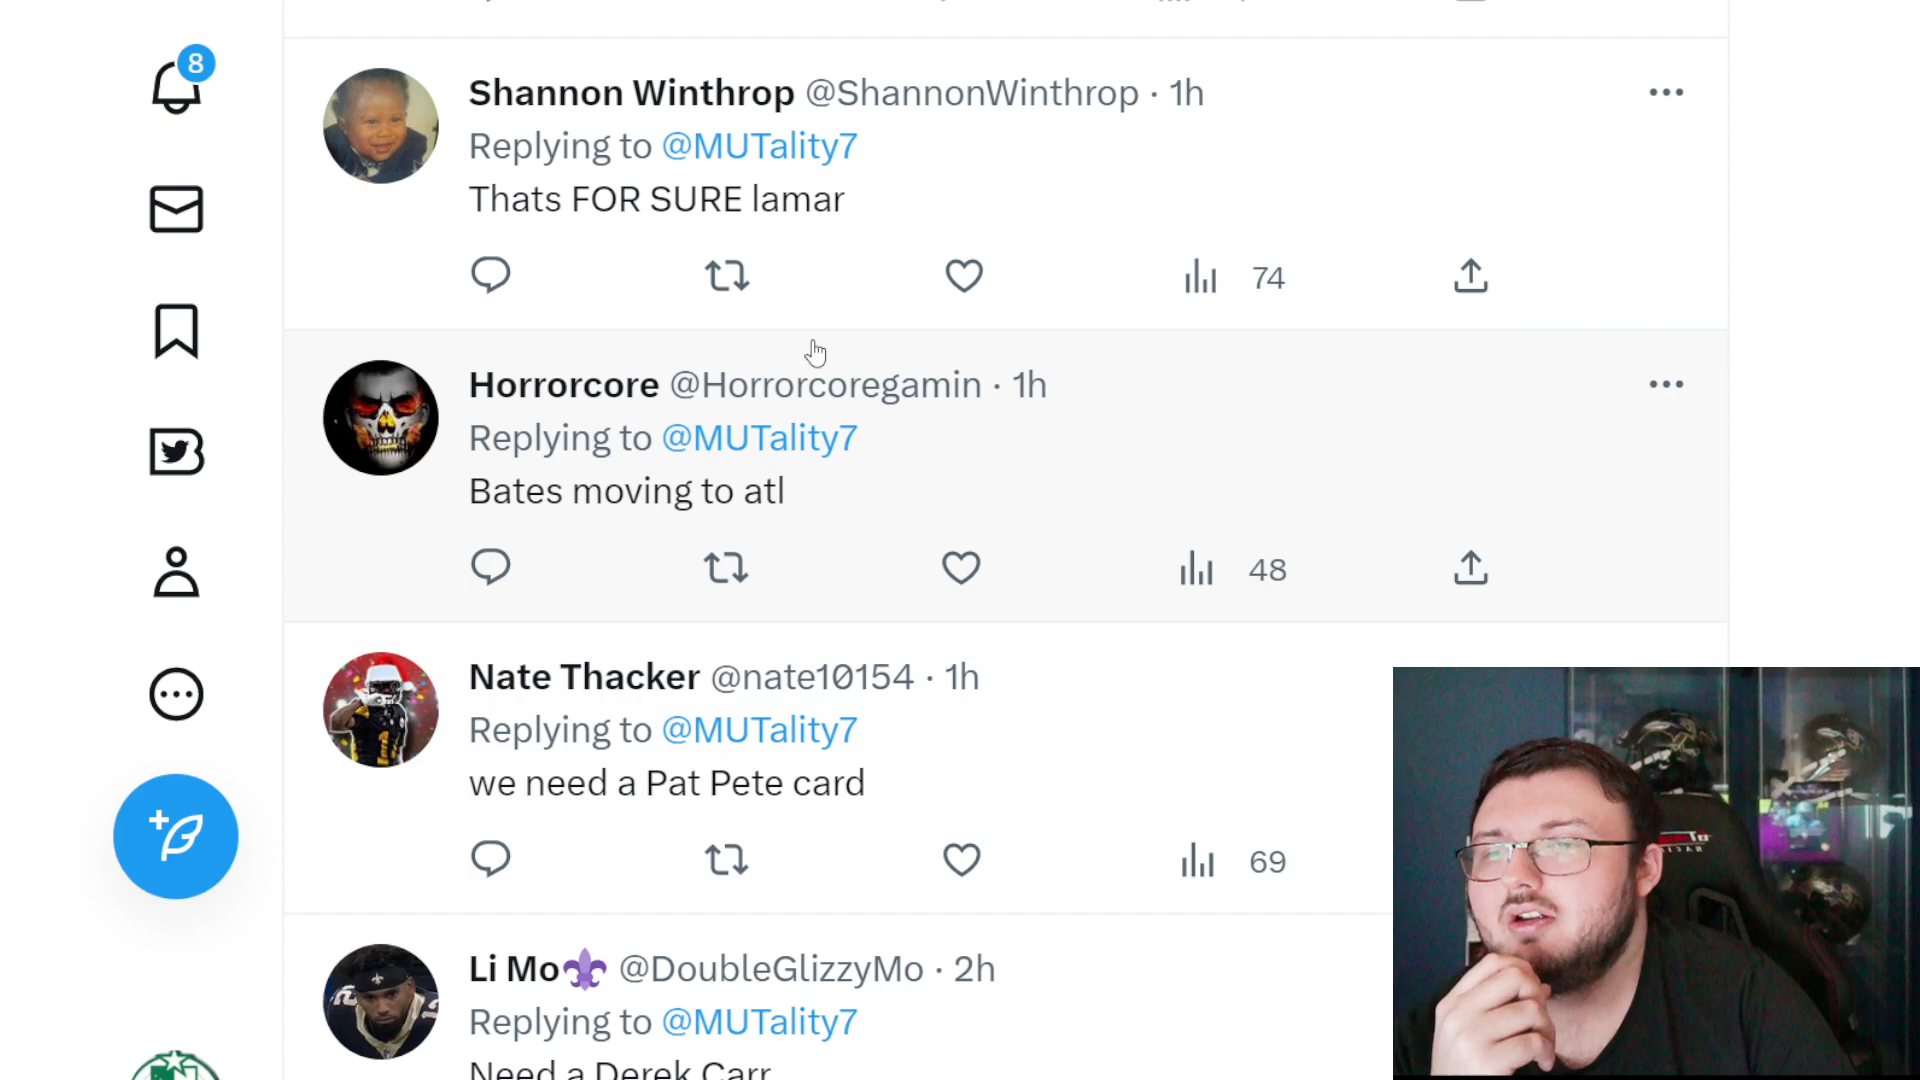 8
Shannon Winthrop @ShannonWinthrop · 1h
Replying to @MUTality7
Thats FOR SURE lamar
74
Horrorcore @Horrorcoregamin · 1h
Replying to @MUTality7
Bates moving to atl
48
Nate Thacker @nate10154 · 1h
Replying to @MUTality7
we need a Pat Pete card
69
Li Mo @DoubleGlizzyMo · 2h
Replying to @MUTality7
Need a Derek Carr